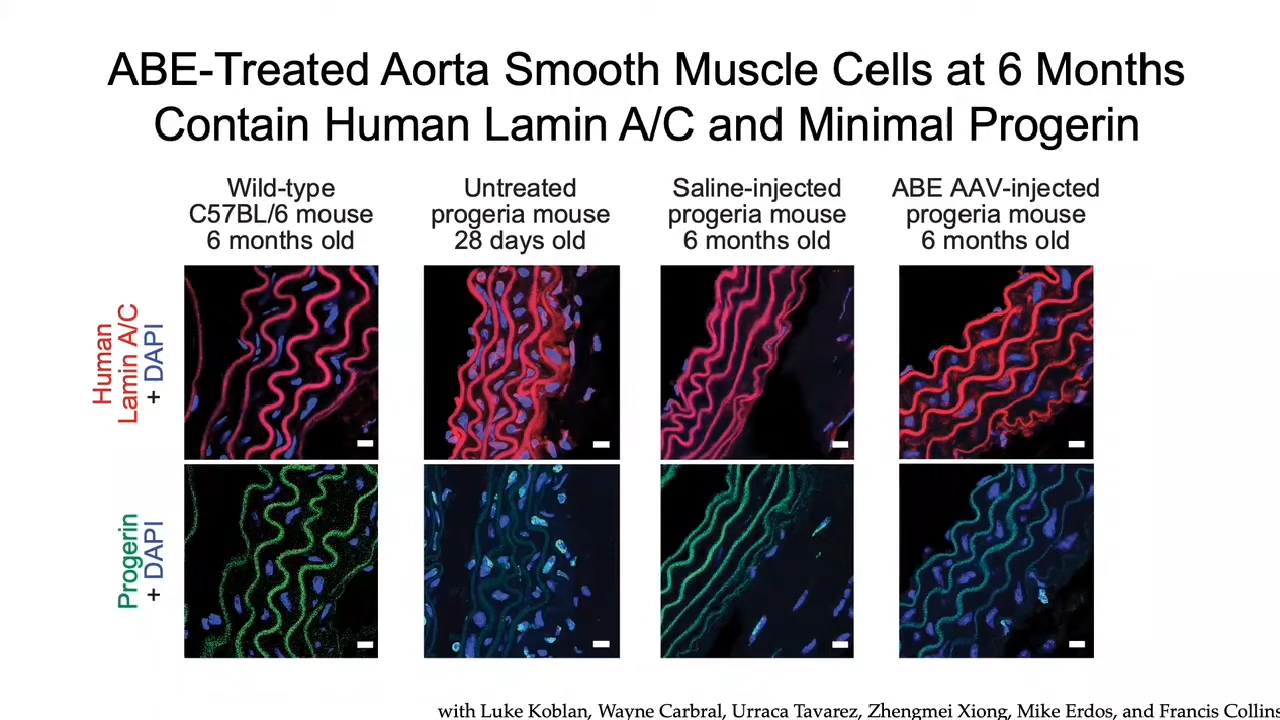 ABE-Treated Aorta Smooth Muscle Cells at 6 Months
Contain Human Lamin A/C and Minimal Progerin
Wild-type
C57BL/6 mouse
6 months old
Untreated
progeria mouse
28 days old
Saline-injected
progeria mouse
6 months old
ABE AAV-injected
progeria mouse
6 months old
Human
Lamin A/C
+ DAPI
Progerin
+ DAPI
with Luke Koblan, Wayne Carbral, Urraca Tavarez, Zhengmei Xiong, Mike Erdos, and Francis Collins